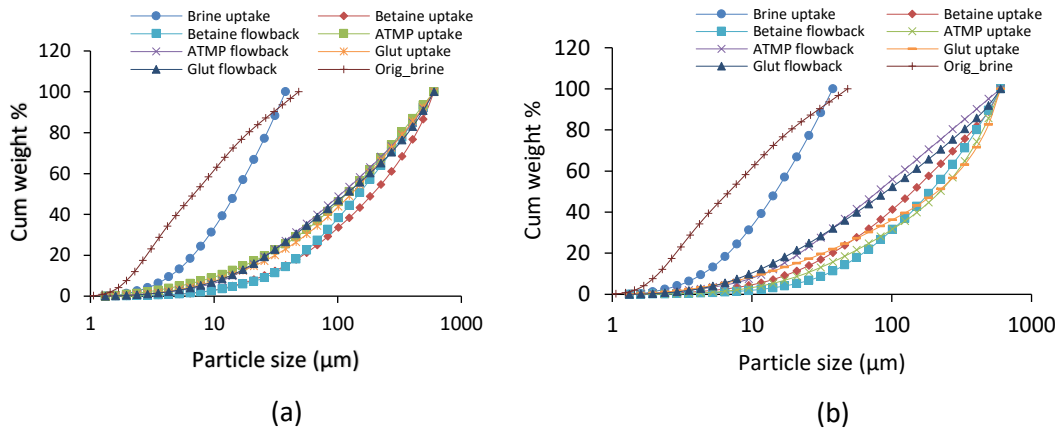 Brine uptake Betaine uptake
Betaine flowback ATMP uptake
ATMP flowback Glut uptake
Glut flowback Orig_brine
120
100
80
60
40
20
0
Cum weight %
1 10 100 1000
Particle size (µm)
(a)
Brine uptake Betaine uptake
Betaine flowback ATMP uptake
ATMP flowback Glut uptake
Glut flowback Orig_brine
120
100
80
60
40
20
0
Cum weight %
1 10 100 1000
Particle size (µm)
(b)